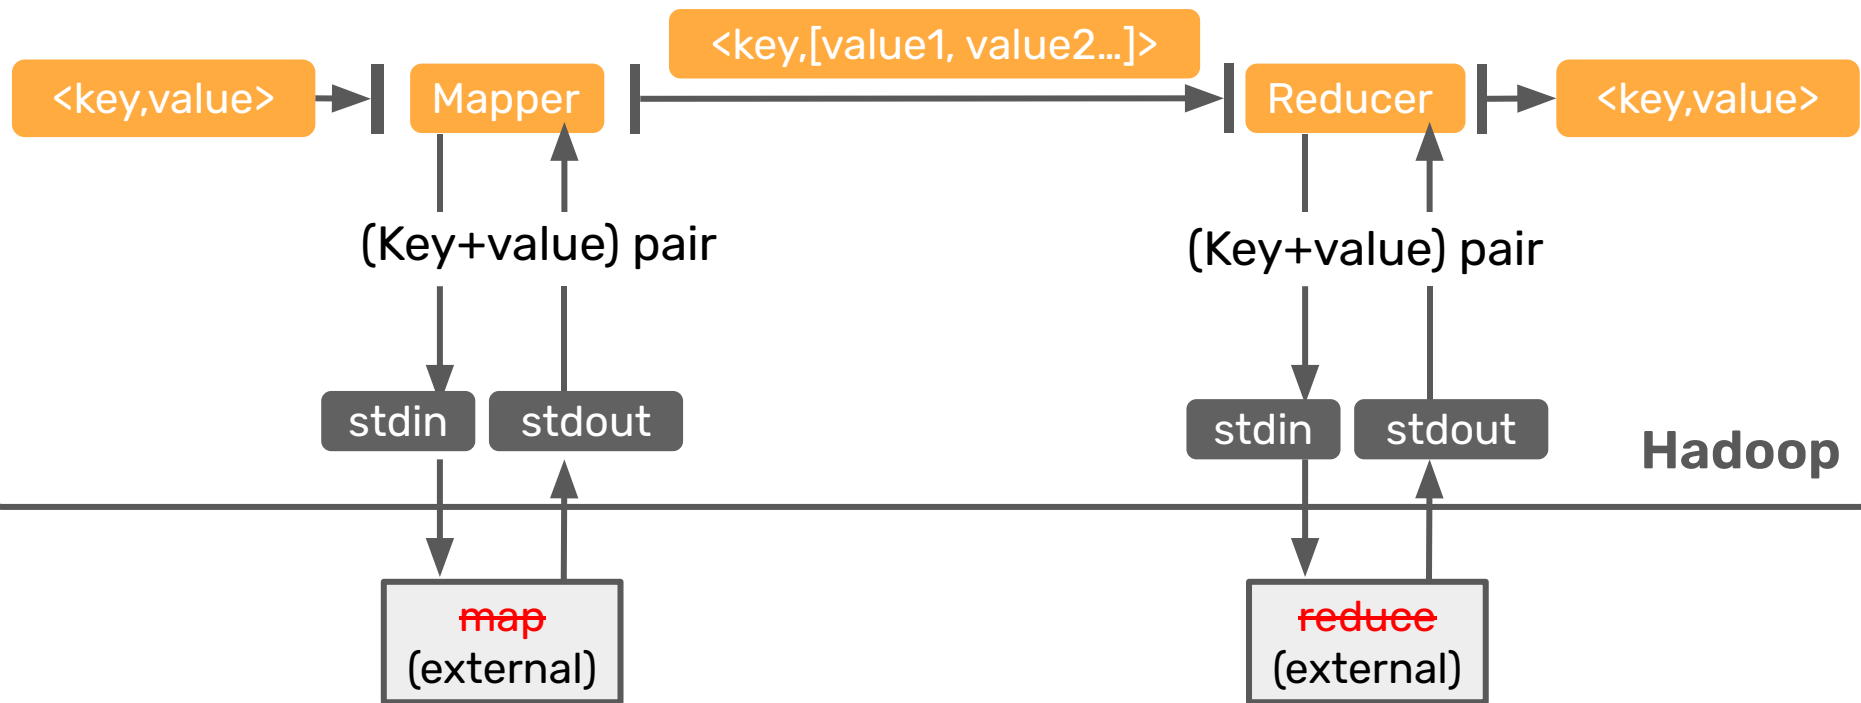 <key,[value1, value2...]>
<key,value>
Mapper
Reducer
<key,value>
(Key+value) pair
(Key+value) pair
stdin
stdout
stdin
stdout
Hadoop
map
(external)
reduce
(external)